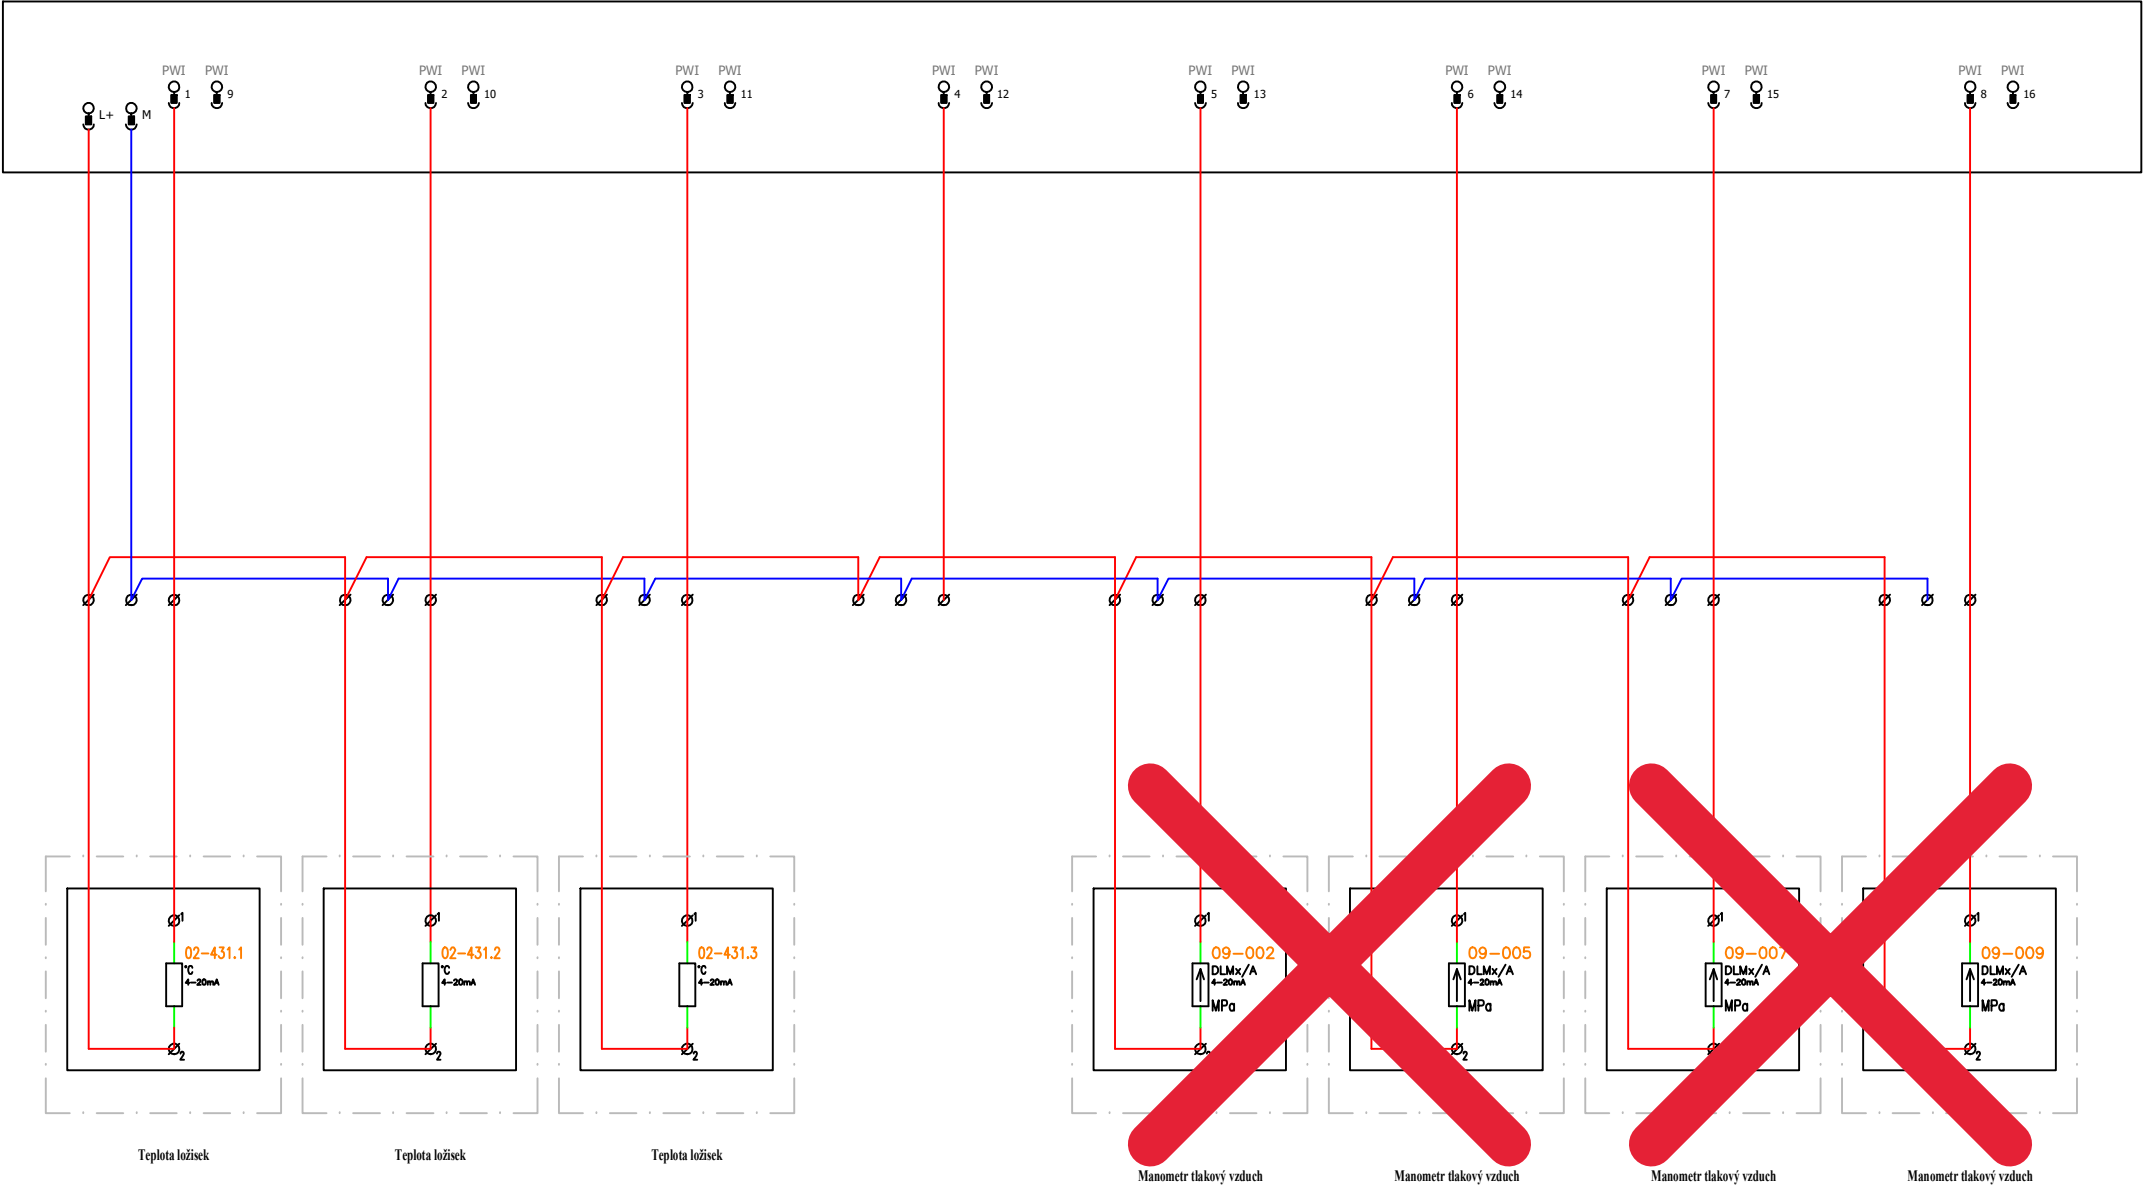 PWI PWI PWI PWI PWI PWI PWI PWI PWI PWI PWI PWI PWI PWI PWI PWI
1 9 2 10 3 11 4 12 5 13 6 14 7 15 8 16
L+ M
1 1 1 1 1 1 1
02-431.1 02-431.2 02-431.3 09-002 09-005 09-007 09-009
°C °C °C DLMx/A DLMx/A DLMx/A DLMx/A
4-20mA 4-20mA 4-20mA 4-20mA 4-20mA 4-20mA 4-20mA
MPa MPa MPa MPa
2 2 2 2 2
Teplota ložisek Teplota ložisek Teplota ložisek
Manometr tlakový vzduch Manometr tlakový vzduch Manometr tlakový vzduch Manometr tlakový vzduch